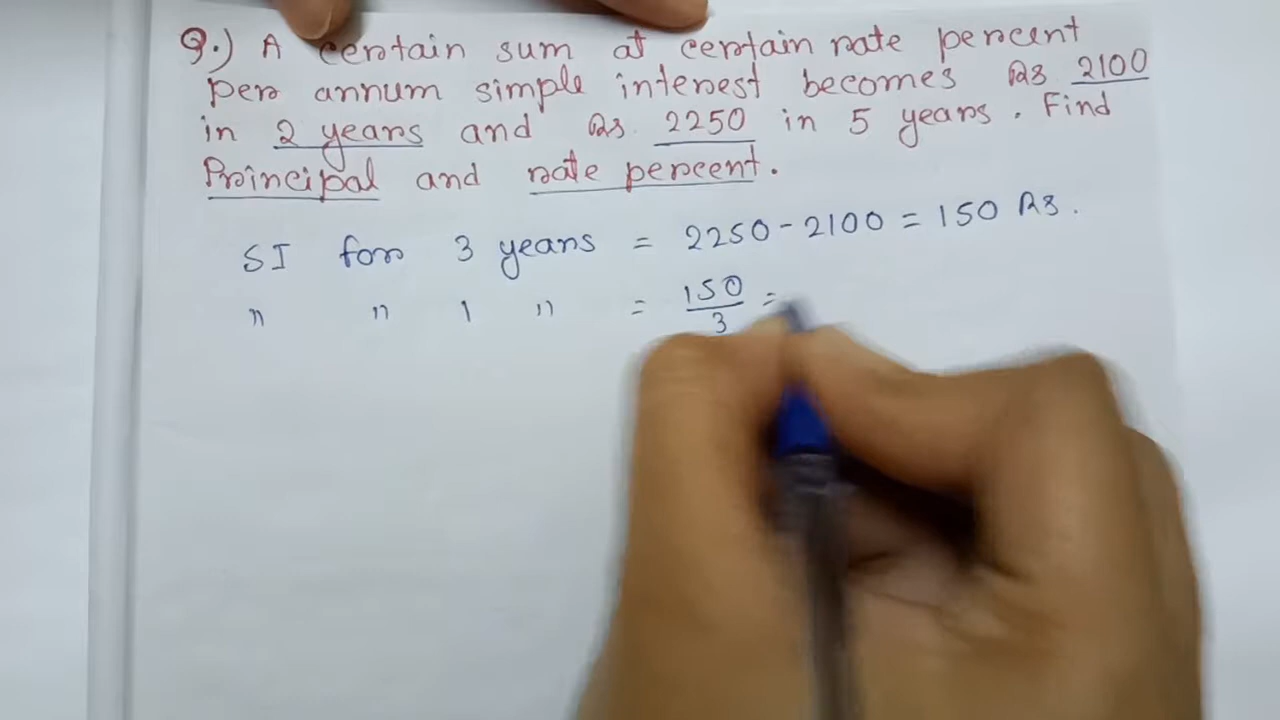 Q.) A certain sum at certain rate percent
per annum simple interest becomes Rs 2100
in 2 years and Rs. 2250 in 5 years. Find
Principal and rate percent.
SI for 3 years = 2250 - 2100 = 150 Rs.
" " 1 " = 150/3 =